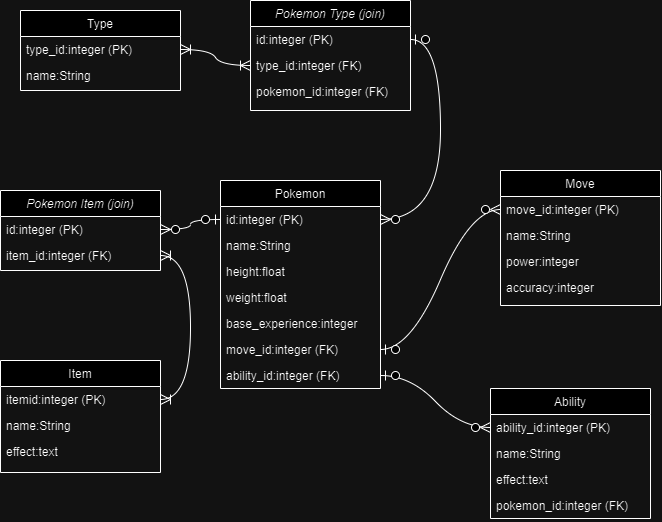 Type
type_id:integer (PK)
name:String
Pokemon Type (join)
id:integer (PK)
type_id:integer (FK)
pokemon_id:integer (FK)
Pokemon Item (join)
id:integer (PK)
item_id:integer (FK)
Pokemon
id:integer (PK)
name:String
height:float
weight:float
base_experience:integer
move_id:integer (FK)
ability_id:integer (FK)
Move
move_id:integer (PK)
name:String
power:integer
accuracy:integer
Item
itemid:integer (PK)
name:String
effect:text
Ability
ability_id:integer (PK)
name:String
effect:text
pokemon_id:integer (FK)